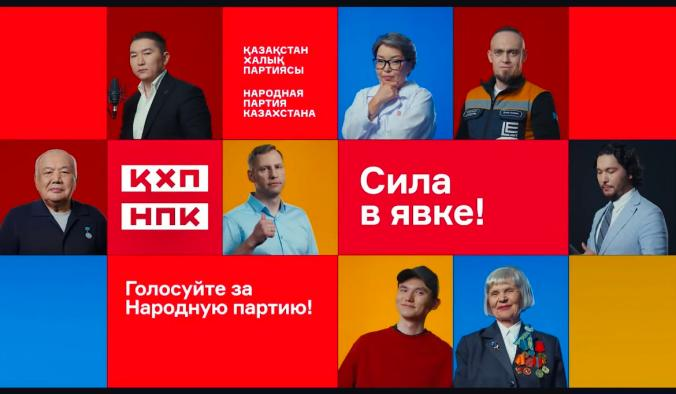 ҚАЗАҚСТАН
ХАЛЫҚ
ПАРТИЯСЫ
НАРОДНАЯ
ПАРТИЯ
КАЗАХСТАНА
ҚХП
НПК
Сила
в явке!
Голосуйте за
Народную партию!